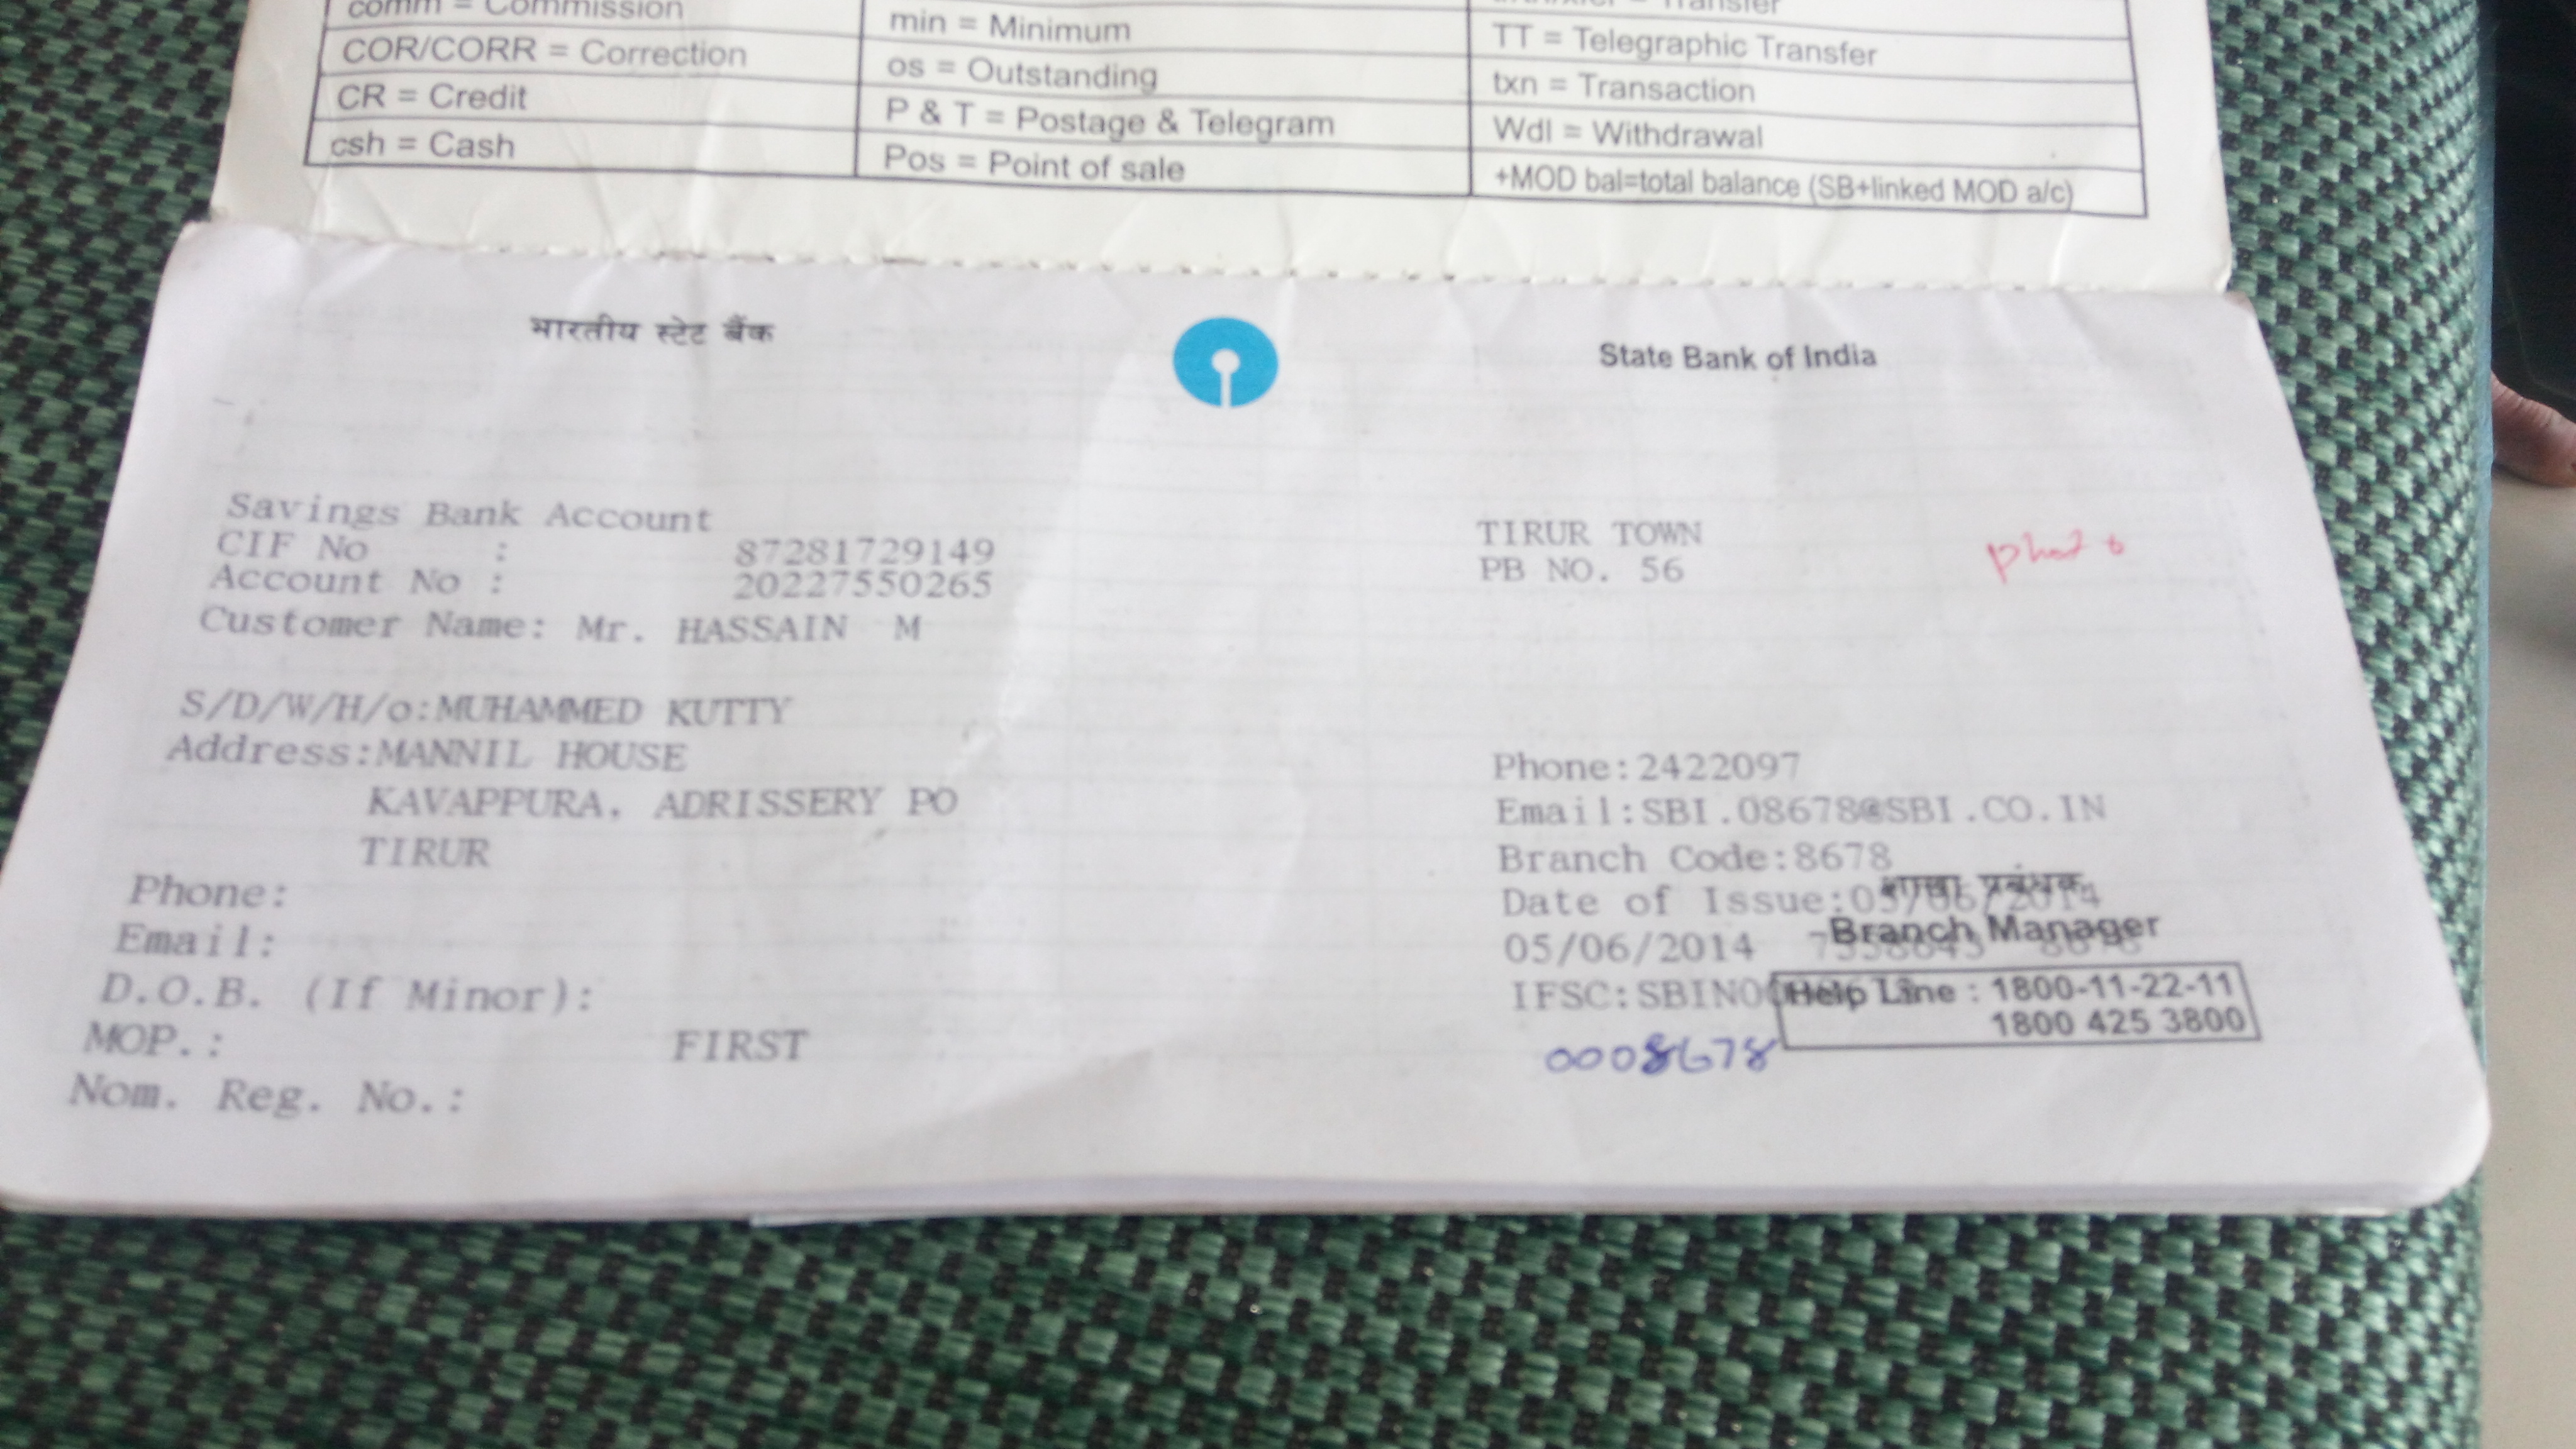 comm = Commission
COR/CORR = Correction
CR = Credit
csh = Cash
min = Minimum
os = Outstanding
P & T = Postage & Telegram
Pos = Point of sale
Transfer
TT = Telegraphic Transfer
txn = Transaction
Wdl = Withdrawal
+MOD bal=total balance (SB+linked MOD a/c)
भारतीय स्टेट बैंक
State Bank of India
Savings Bank Account
CIF No : 87281729149
Account No : 20227550265
Customer Name: Mr. HASSAIN M
S/D/W/H/o:MUHAMMED KUTTY
Address:MANNIL HOUSE
KAVAPPURA, ADRISSERY PO
TIRUR
Phone:
Email:
D.O.B. (If Minor):
MOP.: FIRST
Nom. Reg. No.:
TIRUR TOWN
PB NO. 56
photo
Phone:2422097
Email:SBI.08678@SBI.CO.IN
Branch Code:8678
शाखा प्रबंधक
Date of Issue:05/06/2014
Branch Manager
05/06/2014
IFSC:SBIN0
Help Line : 1800-11-22-11
1800 425 3800
0008678